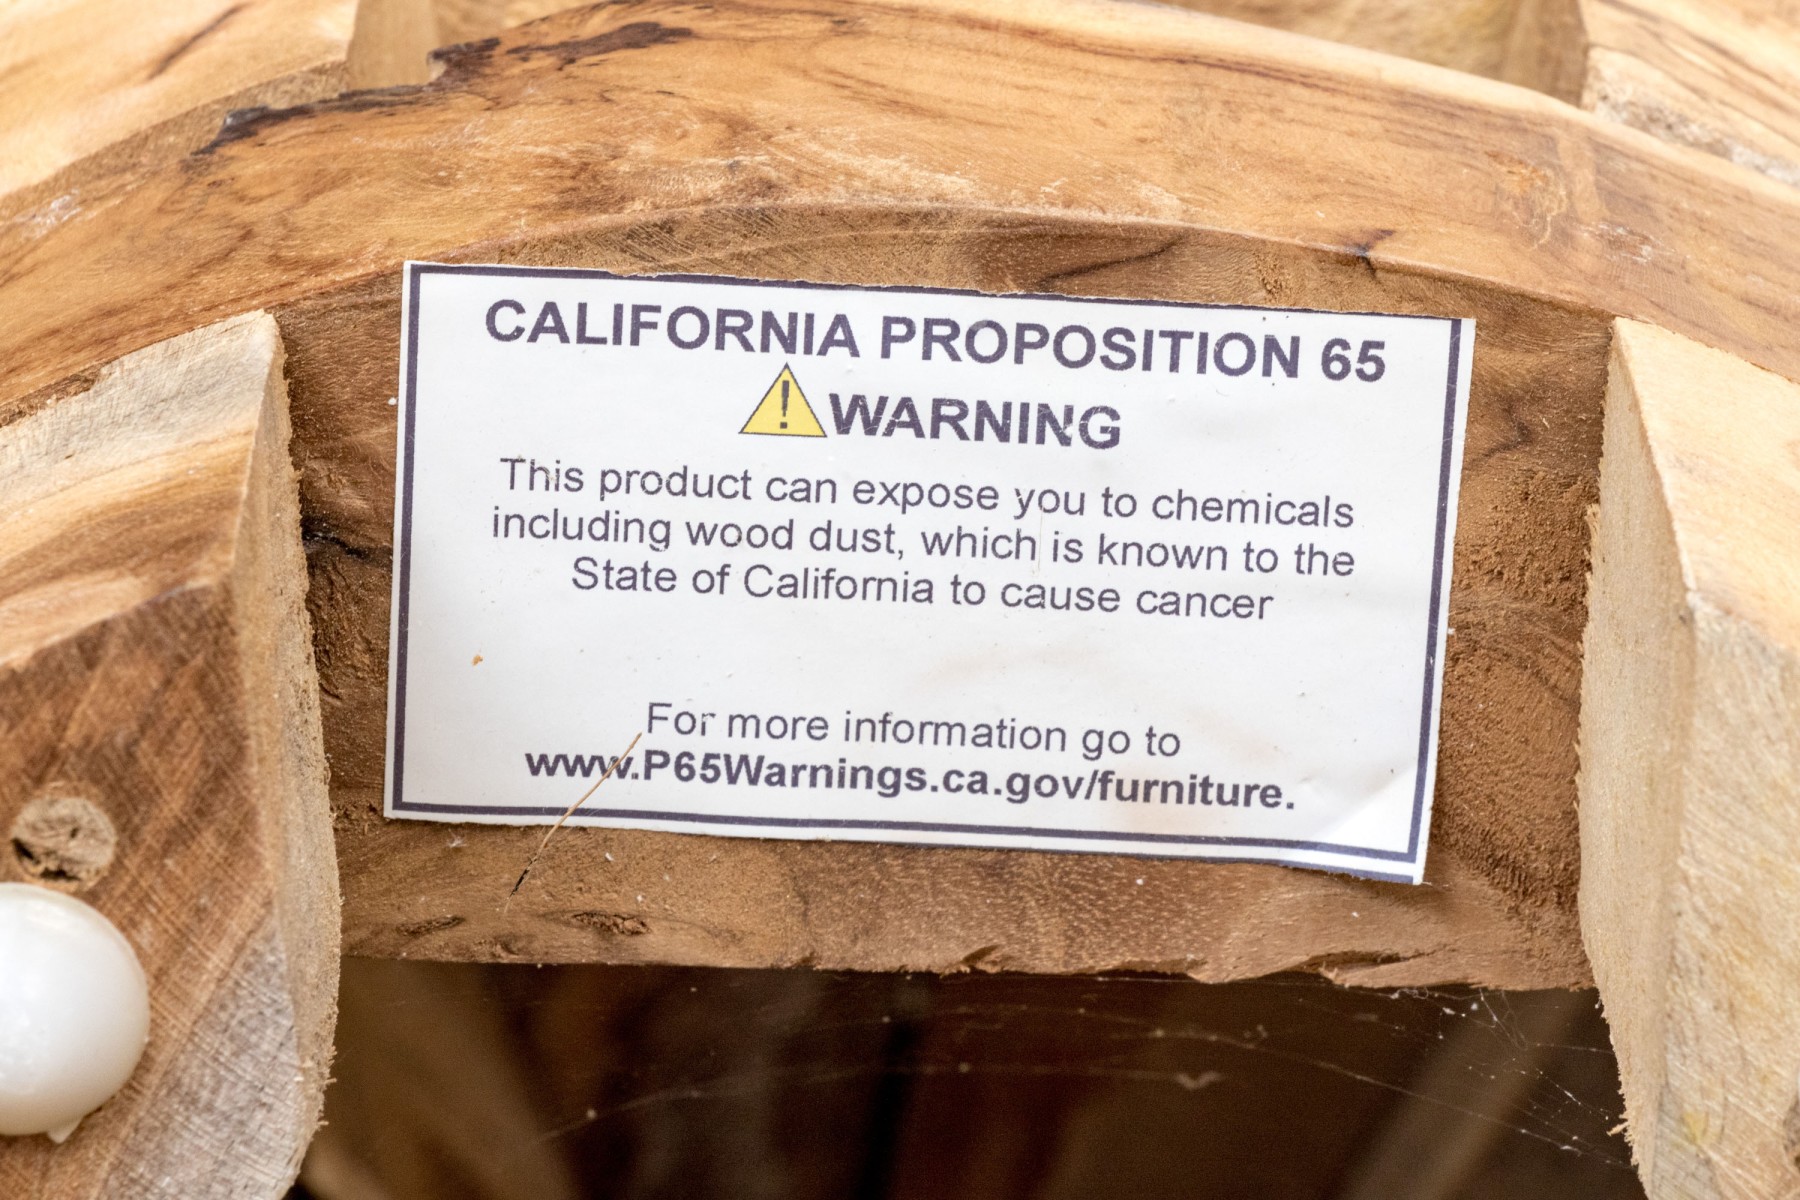 CALIFORNIA PROPOSITION 65
WARNING
This product can expose you to chemicals
including wood dust, which is known to the
State of California to cause cancer
For more information go to
www.P65Warnings.ca.gov/furniture.